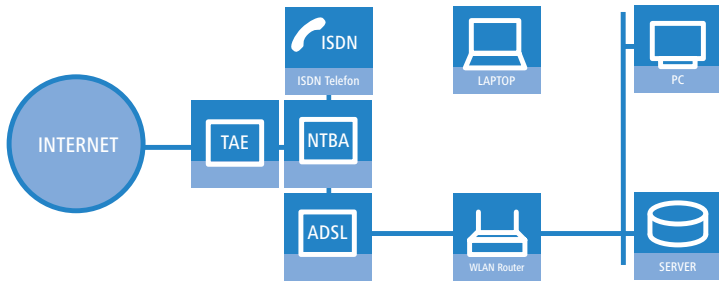 ISDN
ISDN Telefon
LAPTOP
PC
INTERNET
TAE
NTBA
ADSL
WLAN Router
SERVER